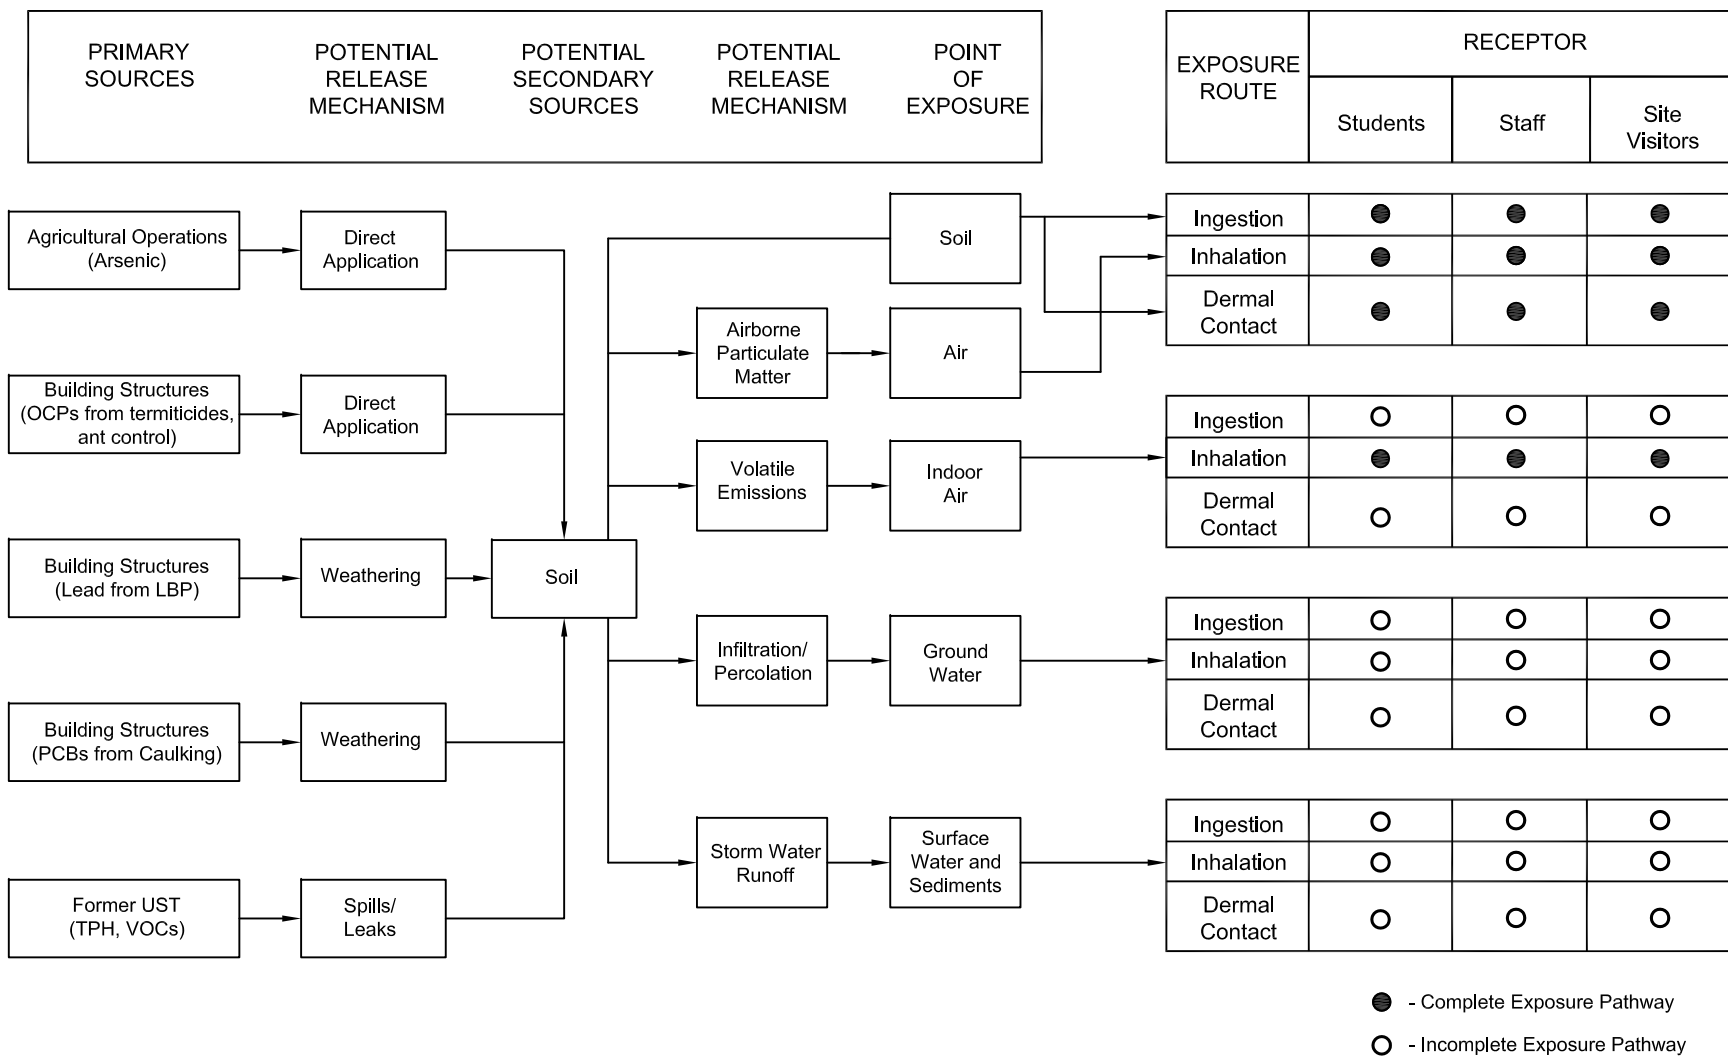 PRIMARY
SOURCES
POTENTIAL
RELEASE
MECHANISM
POTENTIAL
SECONDARY
SOURCES
POTENTIAL
RELEASE
MECHANISM
POINT
OF
EXPOSURE
EXPOSURE
ROUTE
RECEPTOR
Students
Staff
Site
Visitors
Agricultural Operations
(Arsenic)
Direct
Application
Building Structures
(OCPs from termiticides,
ant control)
Direct
Application
Building Structures
(Lead from LBP)
Weathering
Building Structures
(PCBs from Caulking)
Weathering
Former UST
(TPH, VOCs)
Spills/
Leaks
Soil
Soil
Airborne
Particulate
Matter
Air
Volatile
Emissions
Indoor
Air
Infiltration/
Percolation
Ground
Water
Storm Water
Runoff
Surface
Water and
Sediments
Ingestion
Inhalation
Dermal
Contact
Ingestion
Inhalation
Dermal
Contact
Ingestion
Inhalation
Dermal
Contact
Ingestion
Inhalation
Dermal
Contact
- Complete Exposure Pathway
- Incomplete Exposure Pathway